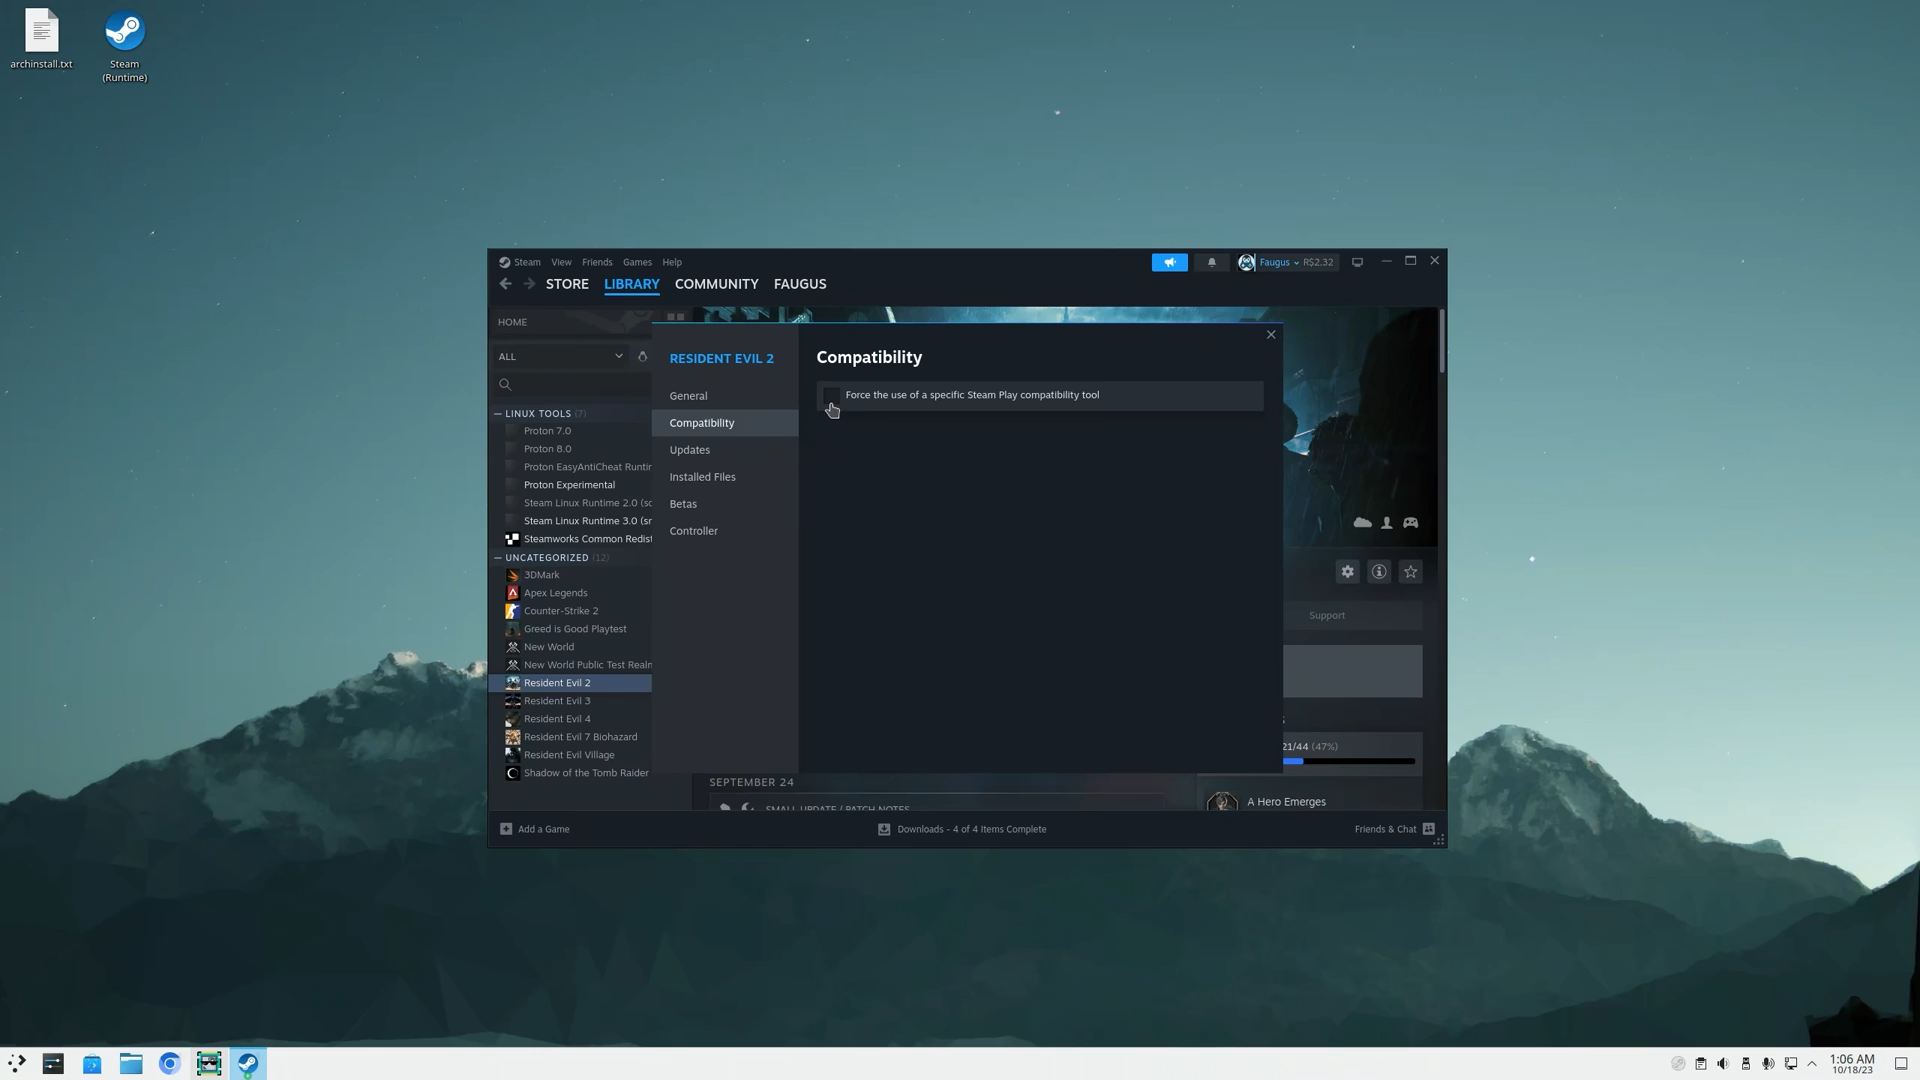 archinstall.txt
Steam
(Runtime)
Steam View Friends Games Help
Faugus R$2.32
STORE LIBRARY COMMUNITY FAUGUS
HOME
ALL
LINUX TOOLS (7)
Proton 7.0
Proton 8.0
Proton EasyAntiCheat Runtir
Proton Experimental
Steam Linux Runtime 2.0 (sc
Steam Linux Runtime 3.0 (sr
Steamworks Common Redist
UNCATEGORIZED (12)
3DMark
Apex Legends
Counter-Strike 2
Greed is Good Playtest
New World
New World Public Test Realm
Resident Evil 2
Resident Evil 3
Resident Evil 4
Resident Evil 7 Biohazard
Resident Evil Village
Shadow of the Tomb Raider
RESIDENT EVIL 2
General
Compatibility
Updates
Installed Files
Betas
Controller
Compatibility
Force the use of a specific Steam Play compatibility tool
Support
21/44 (47%)
SEPTEMBER 24
SMALL UPDATE / PATCH NOTES
A Hero Emerges
Add a Game
Downloads - 4 of 4 Items Complete
Friends & Chat
1:06 AM
10/18/23